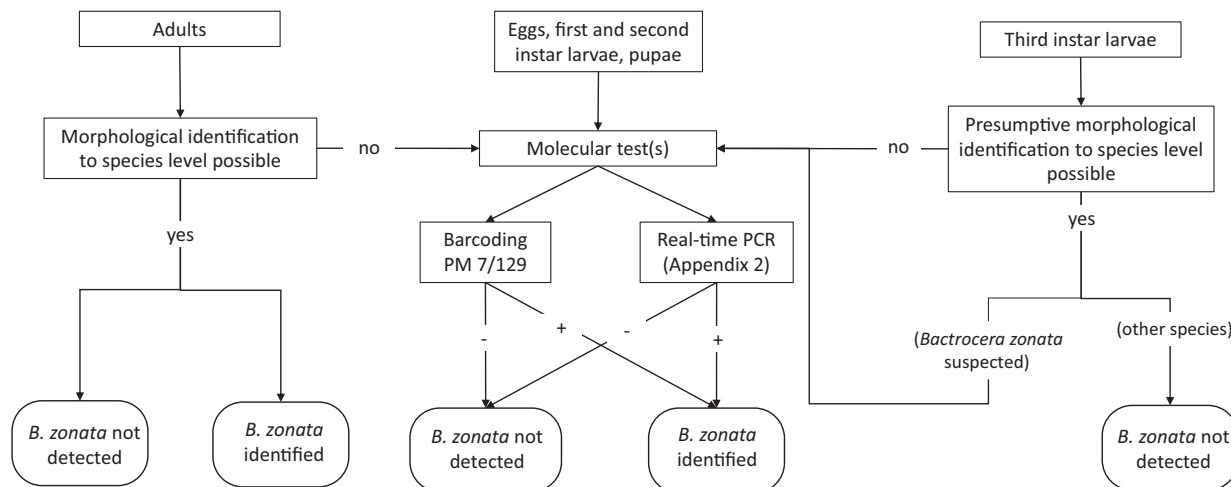 Adults
Morphological identification
to species level possible
no
yes
B. zonata not
detected
B. zonata
identified
Eggs, first and second
instar larvae, pupae
Molecular test(s)
Barcoding
PM 7/129
Real-time PCR
(Appendix 2)
-
+
-
+
B. zonata not
detected
B. zonata
identified
Third instar larvae
Presumptive morphological
identification to species level
possible
no
yes
(Bactrocera zonata
suspected)
(other species)
B. zonata not
detected